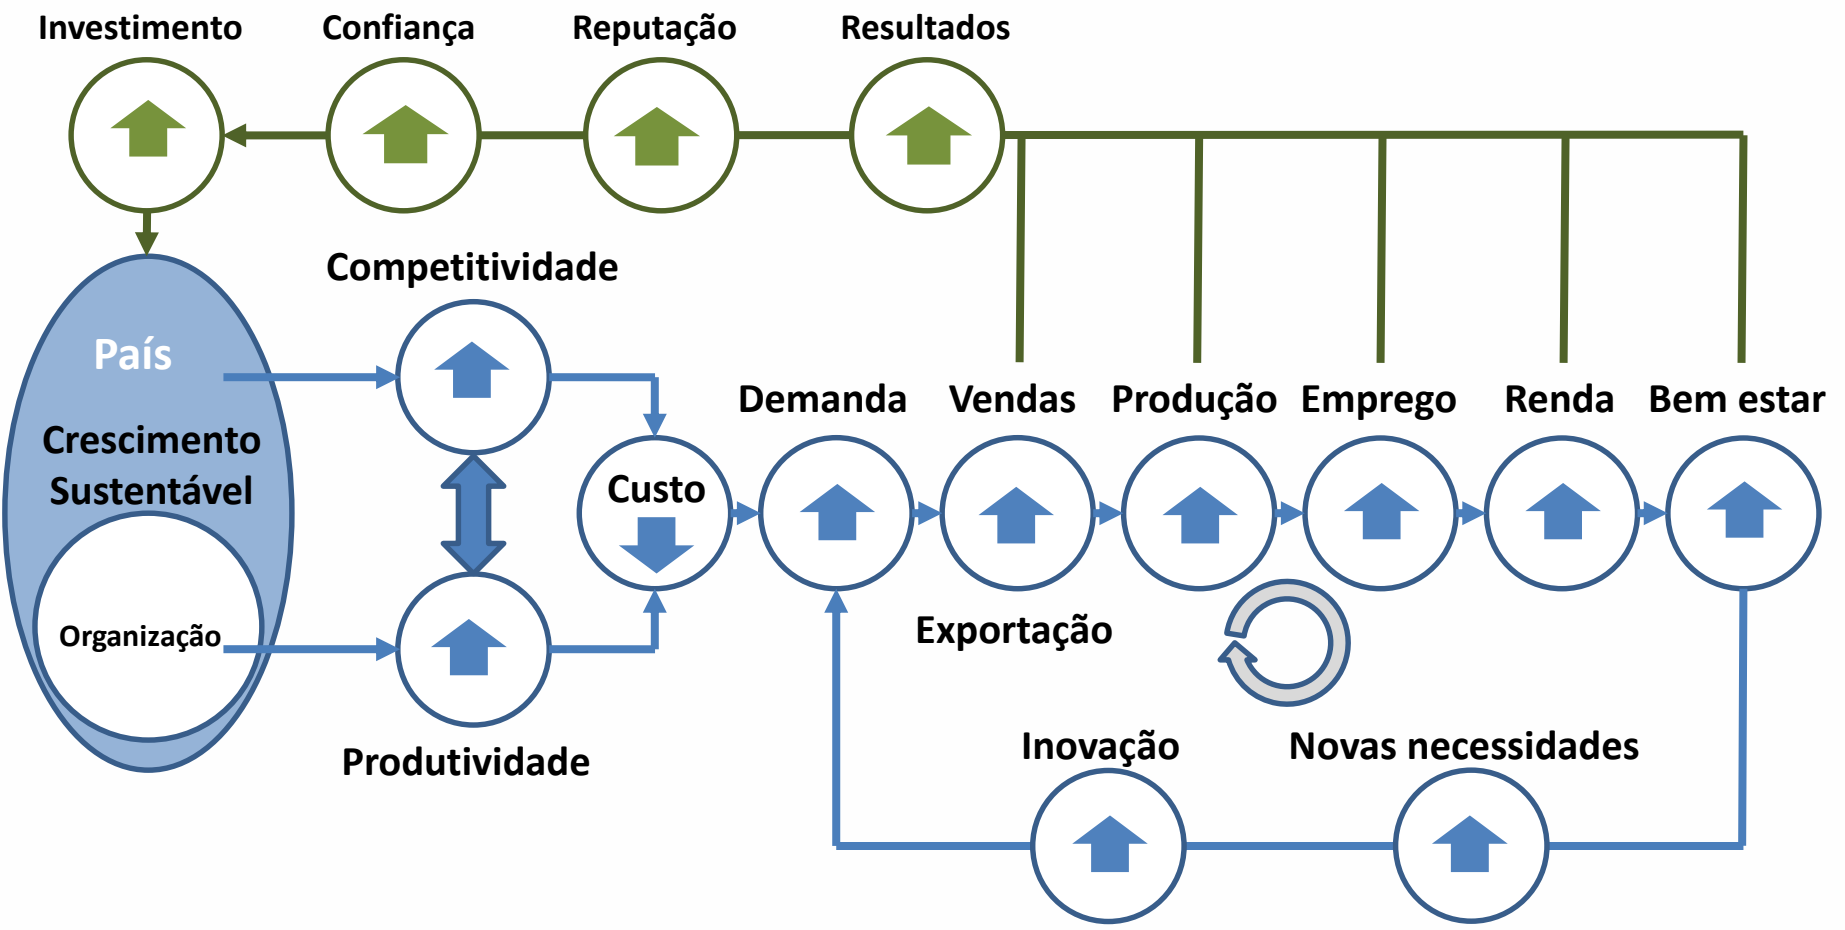 Investimento
Confiança
Reputação
Resultados
Competitividade
País
Crescimento
Sustentável
Organização
Produtividade
Custo
Demanda
Vendas
Produção
Emprego
Renda
Bem estar
Exportação
Inovação
Novas necessidades